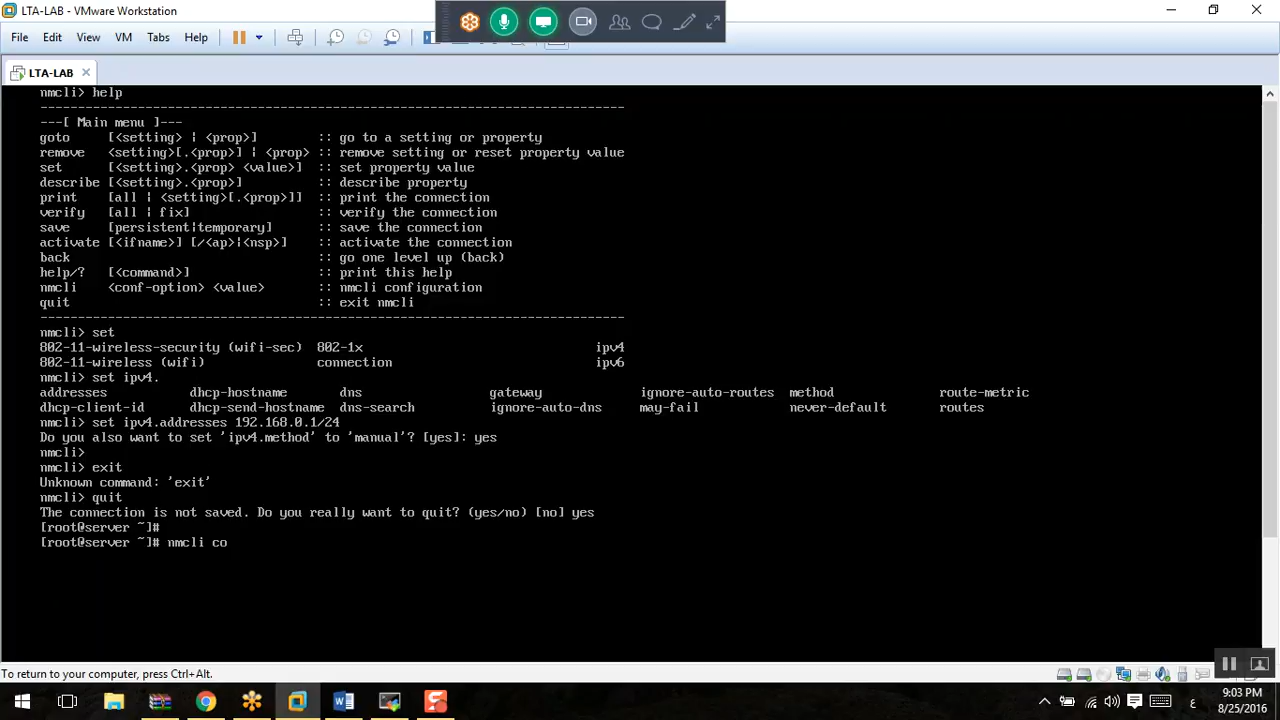 LTA-LAB - VMware Workstation
File Edit View VM Tabs Help
LTA-LAB
nmcli> help
---[ Main menu ]---
goto [<setting> | <prop>] :: go to a setting or property
remove <setting>[.<prop>] | <prop> :: remove setting or reset property value
set [<setting>.<prop> <value>] :: set property value
describe [<setting>.<prop>] :: describe property
print [all | <setting>[.<prop>]] :: print the connection
verify [all | fix] :: verify the connection
save [persistent|temporary] :: save the connection
activate [<ifname>] [/<ap>|<nsp>] :: activate the connection
back :: go one level up (back)
help/? [<command>] :: print this help
nmcli <conf-option> <value> :: nmcli configuration
quit :: exit nmcli
nmcli> set
802-11-wireless-security (wifi-sec) 802-1x ipv4
802-11-wireless (wifi) connection ipv6
nmcli> set ipv4.
addresses dhcp-hostname dns gateway ignore-auto-routes method route-metric
dhcp-client-id dhcp-send-hostname dns-search ignore-auto-dns may-fail never-default routes
nmcli> set ipv4.addresses 192.168.0.1/24
Do you also want to set 'ipv4.method' to 'manual'? [yes]: yes
nmcli>
nmcli> exit
Unknown command: 'exit'
nmcli> quit
The connection is not saved. Do you really want to quit? (yes/no) [no] yes
[root@server ~]#
[root@server ~]# nmcli co
To return to your computer, press Ctrl+Alt.
ع
9:03 PM
8/25/2016